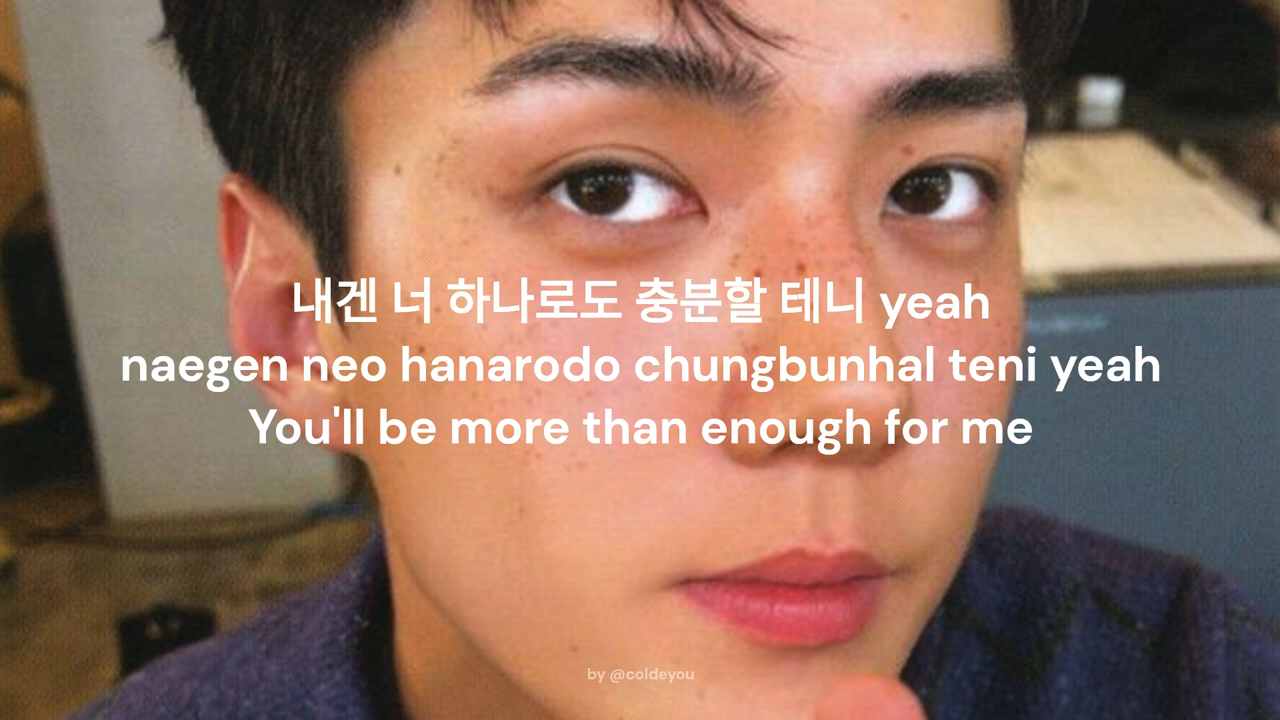 내겐 너 하나로도 충분할 테니 yeah
naegen neo hanarodo chungbunhal teni yeah
You'll be more than enough for me
by @coldeyou